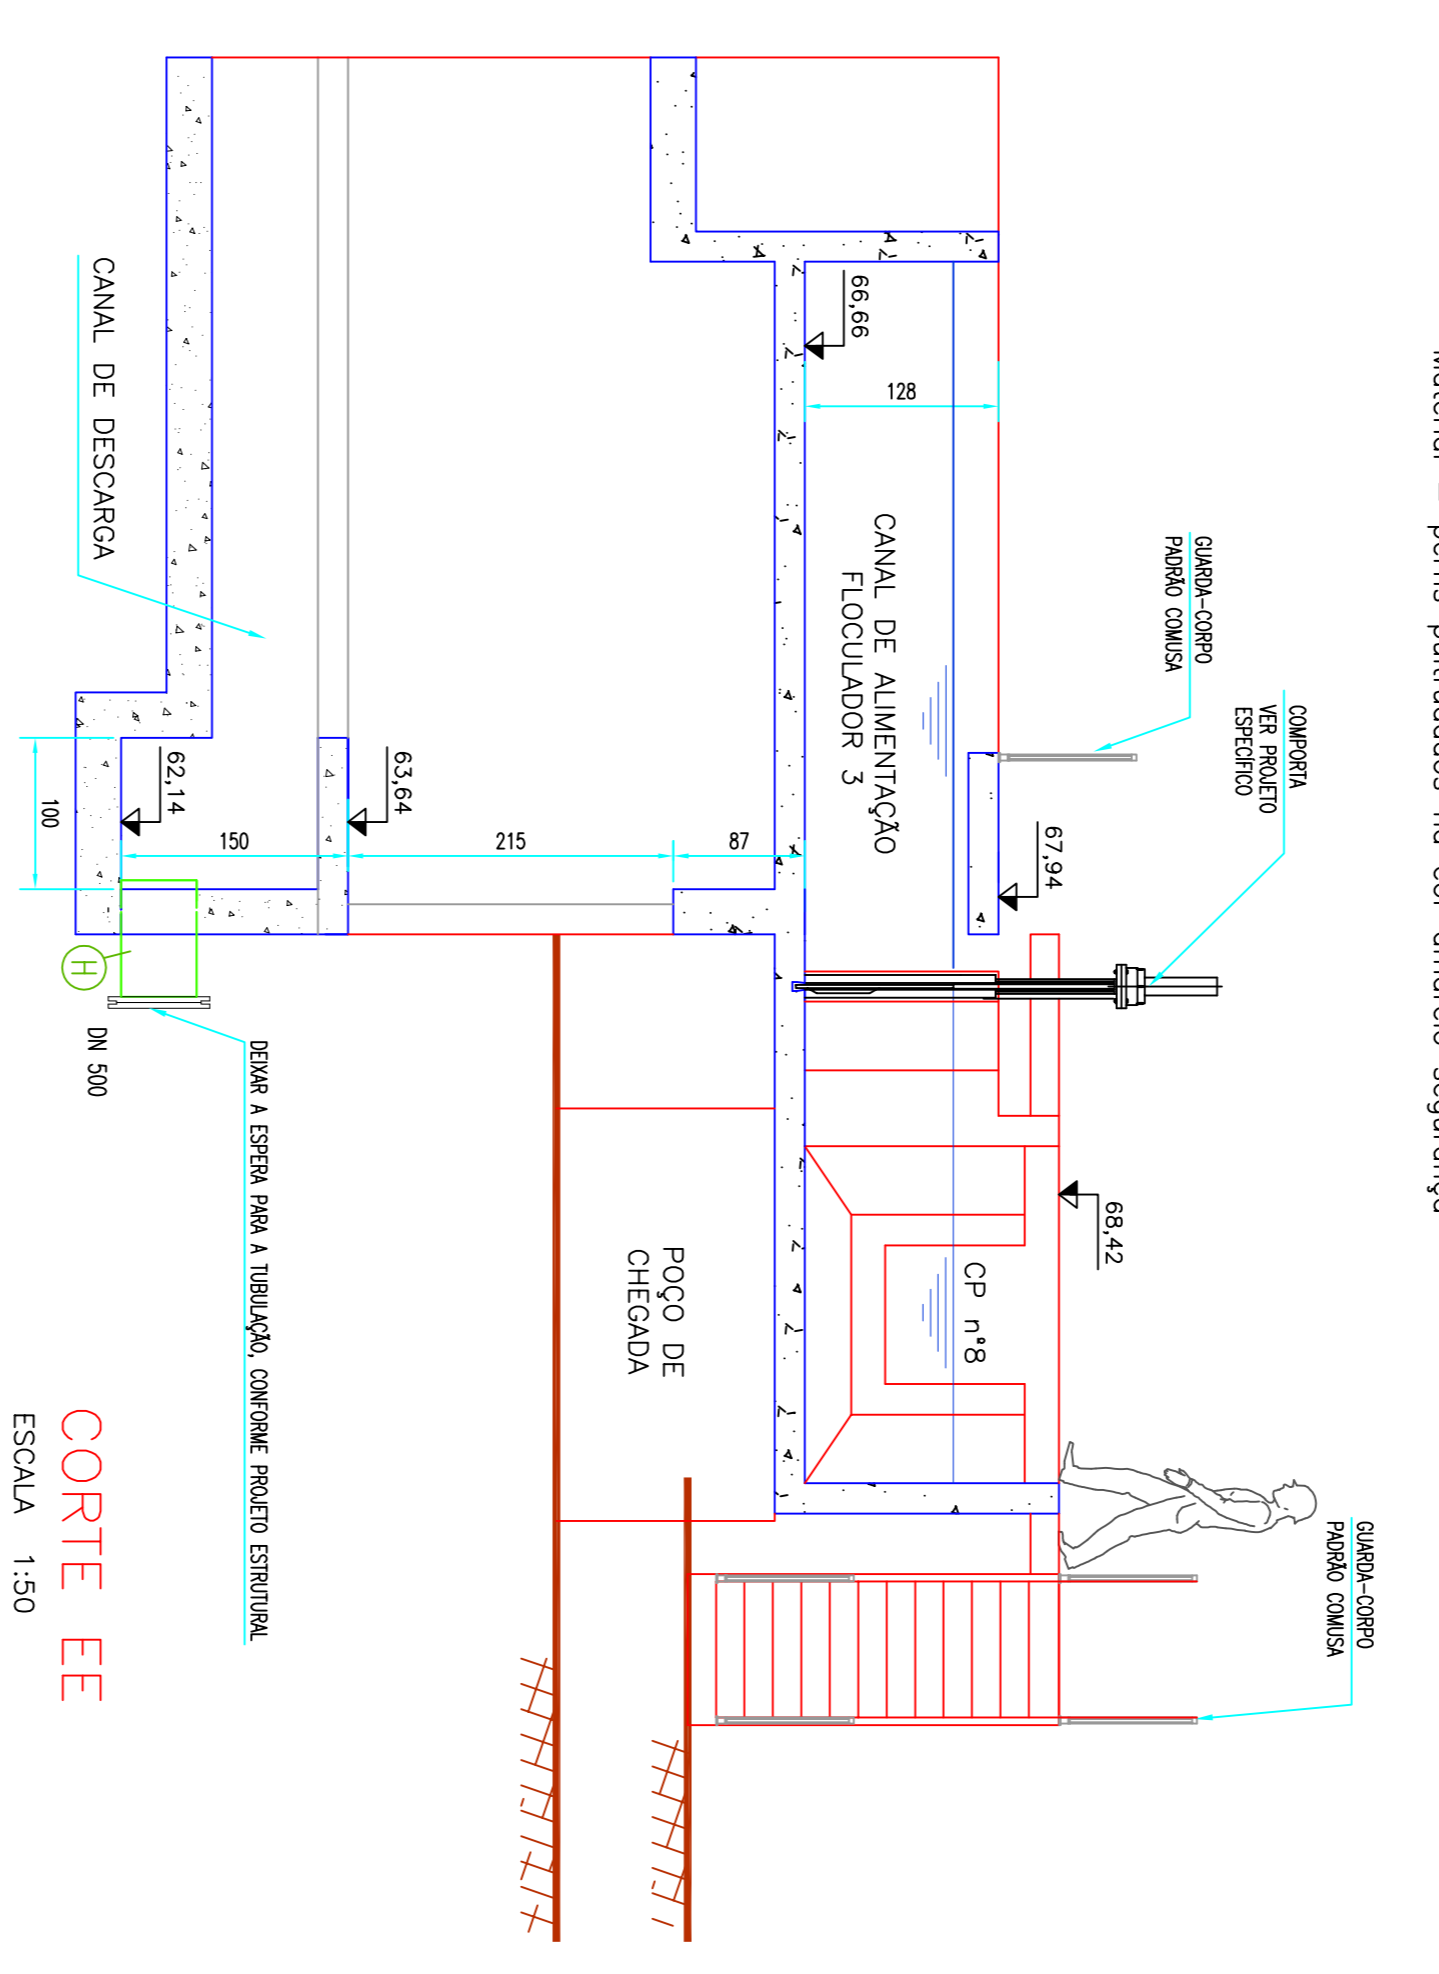 GUARDA-CORPO
PADRÃO COMUSA
COMPORTA
VER PROJETO
ESPECÍFICO
GUARDA-CORPO
PADRÃO COMUSA
68,42
67,94
66,66
128
CANAL DE ALIMENTAÇÃO
FLOCULADOR 3
CP n°8
87
POÇO DE
CHEGADA
215
63,64
150
62,14
100
CANAL DE DESCARGA
H
DN 500
DEIXAR A ESPERA PARA A TUBULAÇÃO, CONFORME PROJETO ESTRUTURAL
CORTE EE
ESCALA 1:50